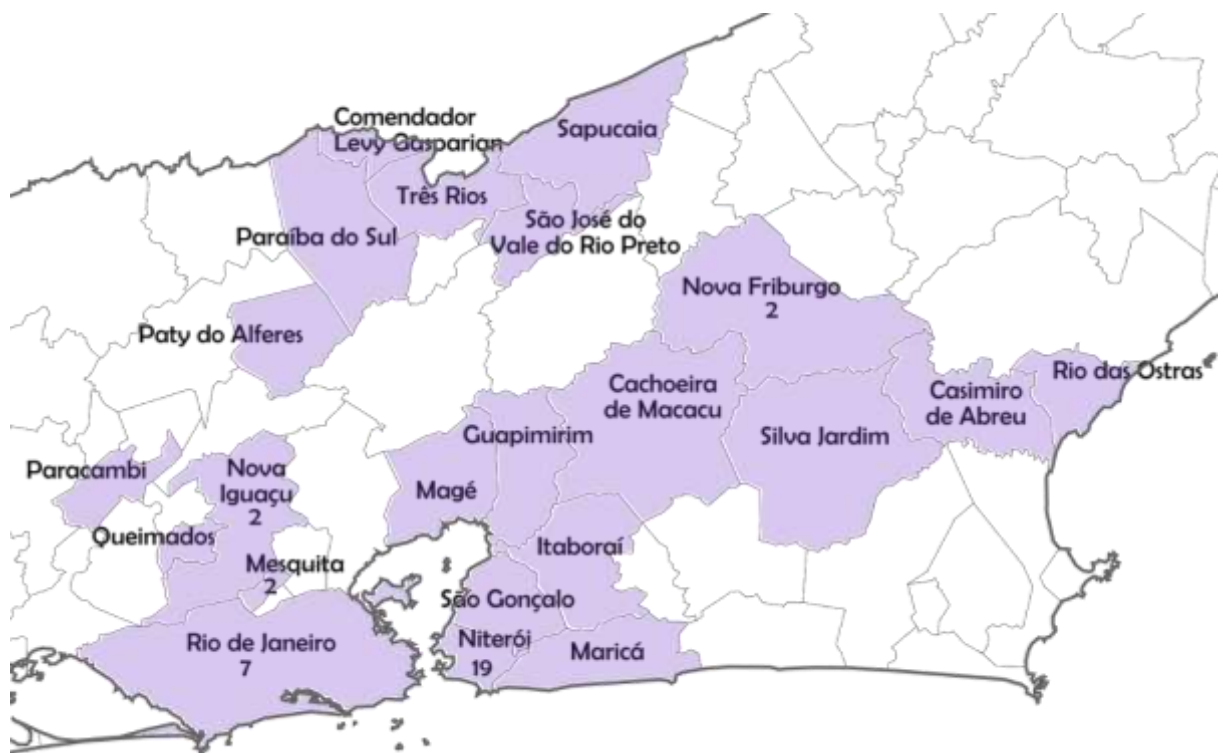 Comendador
Levy Gasparian
Sapucaia
Três Rios
São José do
Vale do Rio Preto
Paraíba do Sul
Nova Friburgo
2
Paty do Alferes
Rio das Ostras
Cachoeira
de Macacu
Casimiro
de Abreu
Guapimirim
Silva Jardim
Paracambi
Nova
Iguaçu
2
Magé
Queimados
Itaboraí
Mesquita
2
São Gonçalo
Rio de Janeiro
7
Niterói
19
Maricá